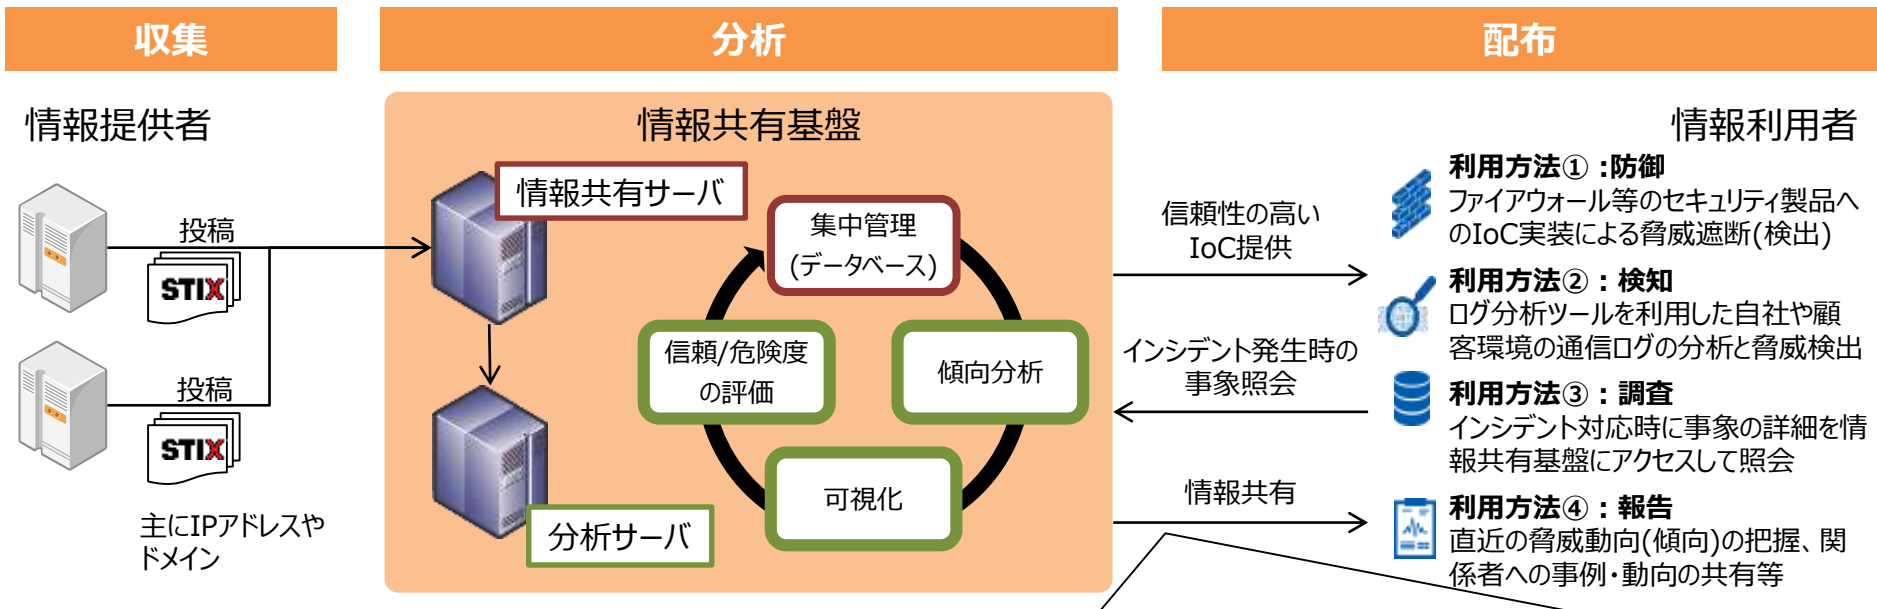 収集
分析
配布
情報提供者
投稿
STIX
投稿
STIX
主にIPアドレスや
ドメイン
情報共有基盤
情報共有サーバ
分析サーバ
集中管理
(データベース)
傾向分析
可視化
信頼/危険度
の評価
信頼性の高い
IoC提供
インシデント発生時の
事象照会
情報共有
情報利用者
利用方法①:防御
ファイアウォール等のセキュリティ製品へ
のIoC実装による脅威遮断(検出)
利用方法②：検知
ログ分析ツールを利用した自社や顧
客環境の通信ログの分析と脅威検出
利用方法③：調査
インシデント対応時に事象の詳細を情
報共有基盤にアクセスして照会
利用方法④：報告
直近の脅威動向(傾向)の把握、関
係者への事例・動向の共有等